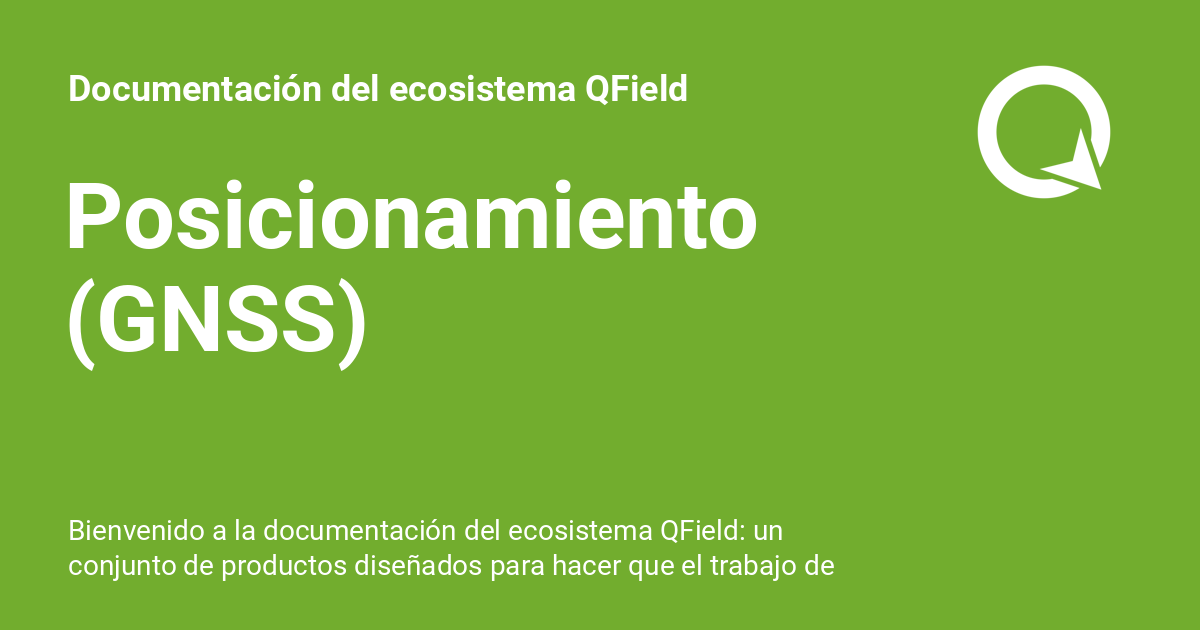 Documentación del ecosistema QField
Posicionamiento
(GNSS)
Bienvenido a la documentación del ecosistema QField: un
conjunto de productos diseñados para hacer que el trabajo de